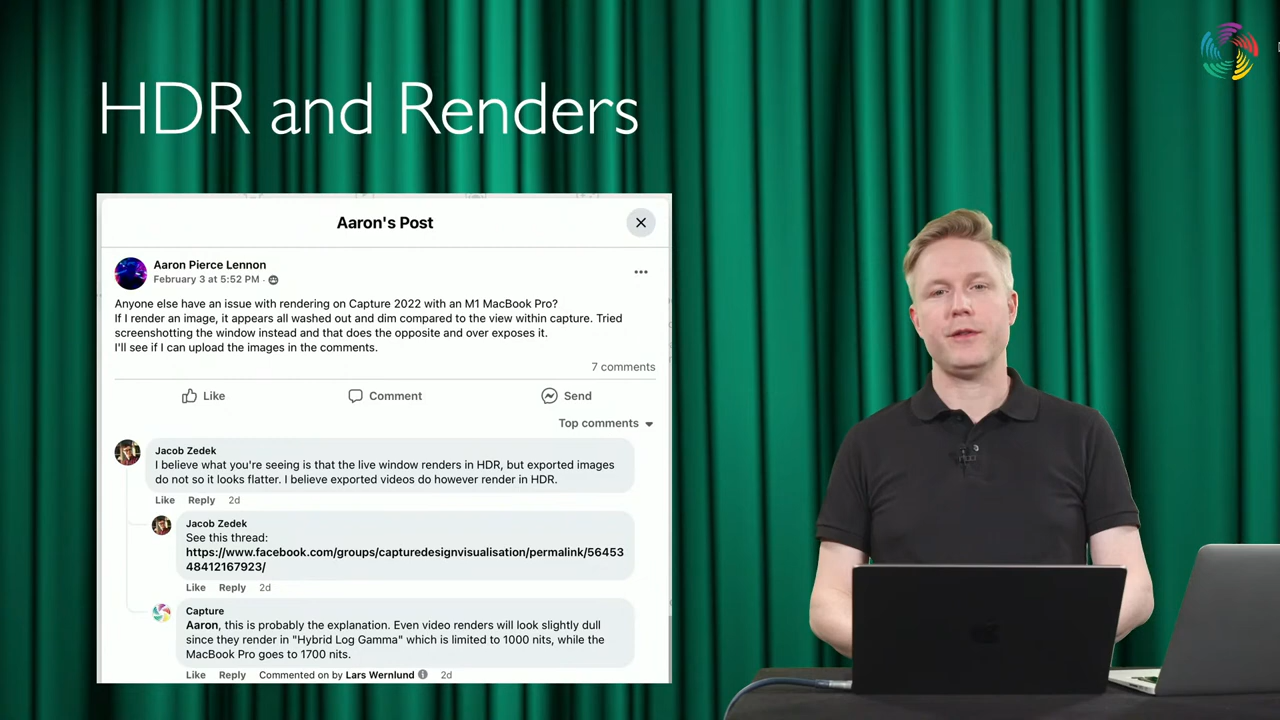 HDR and Renders
Aaron's Post
Aaron Pierce Lennon
February 3 at 5:52 PM ·
Anyone else have an issue with rendering on Capture 2022 with an M1 MacBook Pro?
If I render an image, it appears all washed out and dim compared to the view within capture. Tried
screenshotting the window instead and that does the opposite and over exposes it.
I'll see if I can upload the images in the comments.
7 comments
Like Comment Send
Top comments
Jacob Zedek
I believe what you're seeing is that the live window renders in HDR, but exported images
do not so it looks flatter. I believe exported videos do however render in HDR.
Like Reply 2d
Jacob Zedek
See this thread:
https://www.facebook.com/groups/capturedesignvisualisation/permalink/56453
48412167923/
Like Reply 2d
Capture
Aaron, this is probably the explanation. Even video renders will look slightly dull
since they render in "Hybrid Log Gamma" which is limited to 1000 nits, while the
MacBook Pro goes to 1700 nits.
Like Reply Commented on by Lars Wernlund 2d